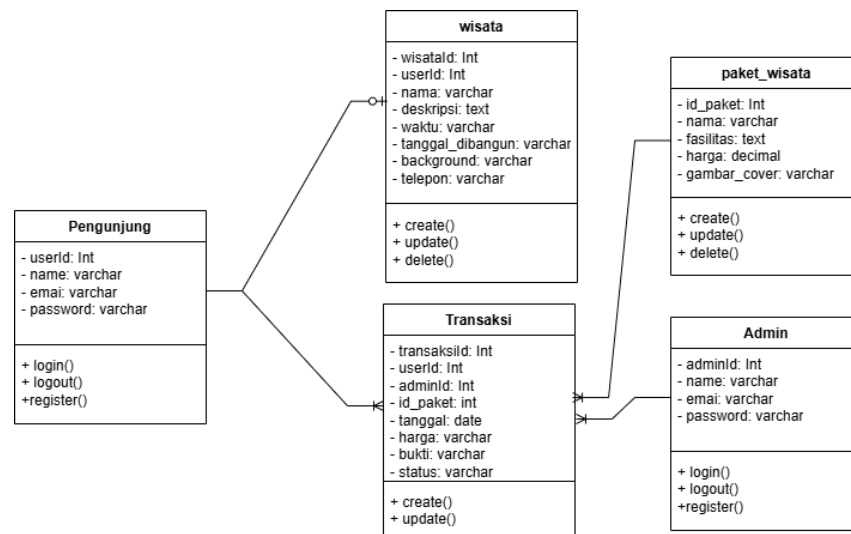 wisata
- wisataId: Int
- userId: Int
- nama: varchar
- deskripsi: text
- waktu: varchar
- tanggal_dibangun: varchar
- background: varchar
- telepon: varchar
+ create()
+ update()
+ delete()
paket_wisata
- id_paket: Int
- nama: varchar
- fasilitas: text
- harga: decimal
- gambar_cover: varchar
+ create()
+ update()
+ delete()
Pengunjung
- userId: Int
- name: varchar
- emai: varchar
- password: varchar
+ login()
+ logout()
+register()
Transaksi
- transaksiId: Int
- userId: Int
- adminId: Int
- id_paket: int
- tanggal: date
- harga: varchar
- bukti: varchar
- status: varchar
+ create()
+ update()
Admin
- adminId: Int
- name: varchar
- emai: varchar
- password: varchar
+ login()
+ logout()
+register()